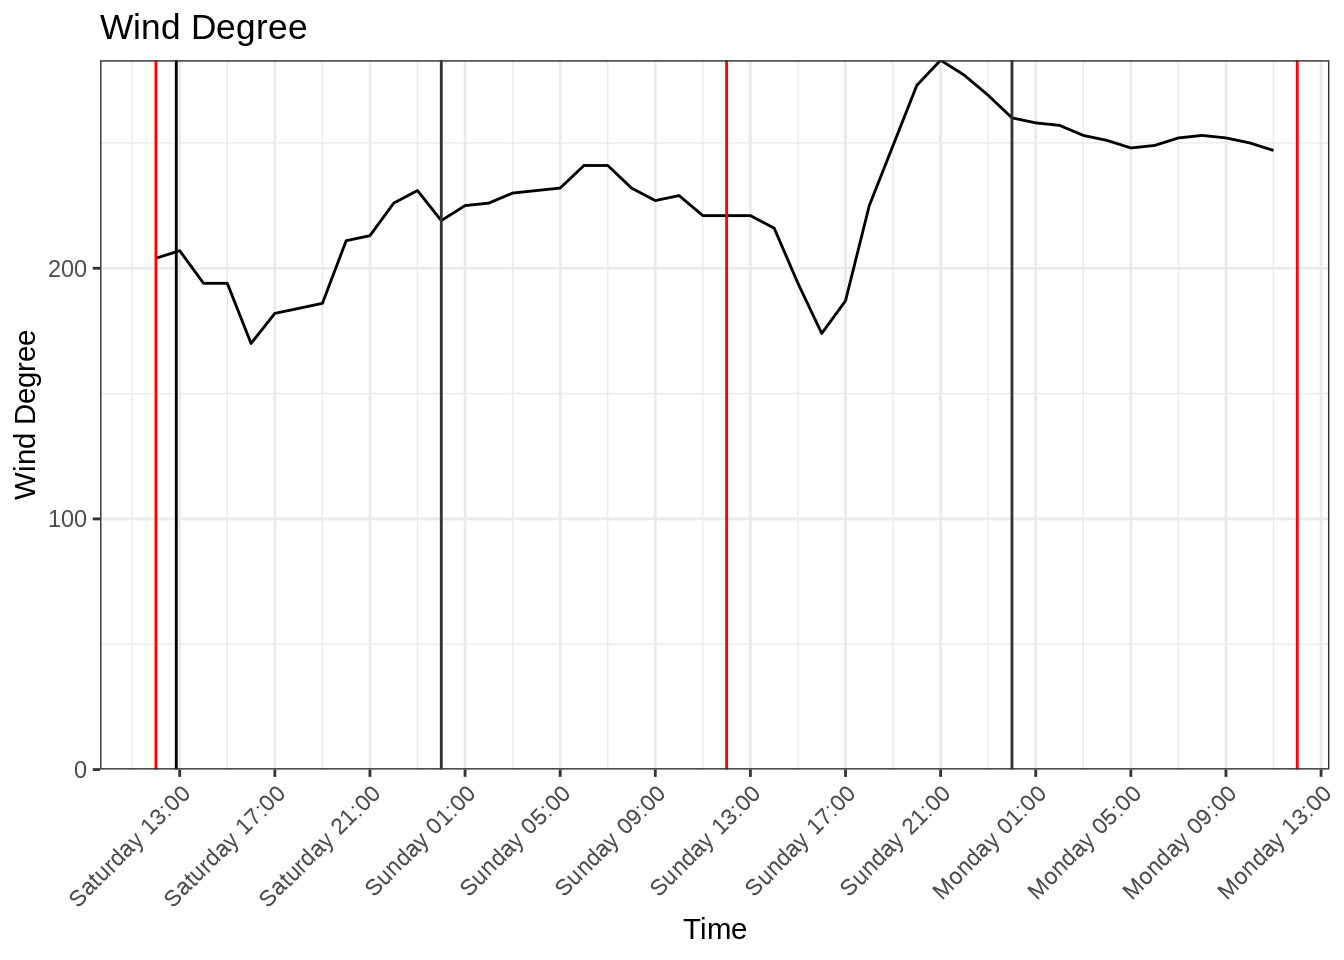 Wind Degree
Wind Degree
200
100
0
Saturday 13:00
Saturday 17:00
Saturday 21:00
Sunday 01:00
Sunday 05:00
Sunday 09:00
Sunday 13:00
Sunday 17:00
Sunday 21:00
Monday 01:00
Monday 05:00
Monday 09:00
Monday 13:00
Time